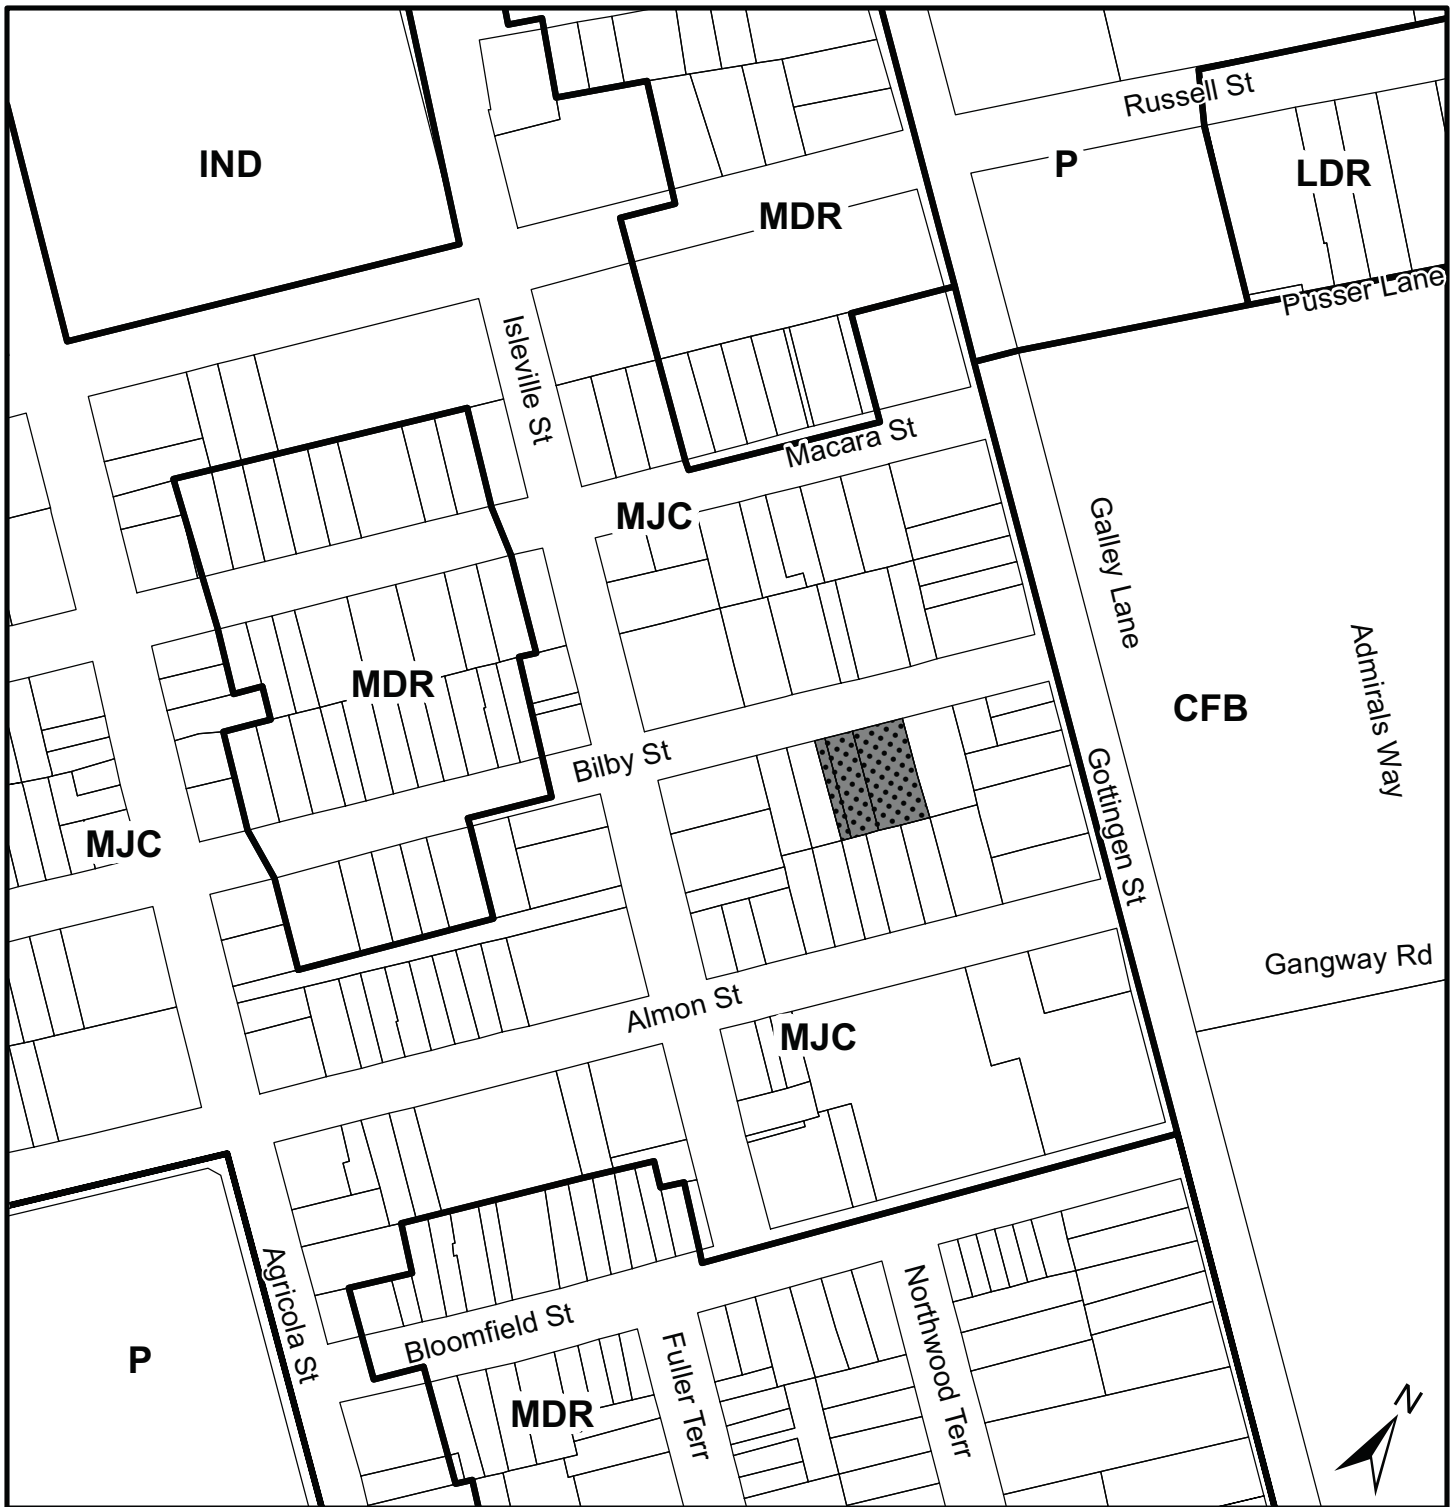 Russell St
IND
P
LDR
MDR
Pusser Lane
Isleville St
Macara St
MJC
Galley Lane
MDR
Admirals Way
CFB
Bilby St
Gottingen St
MJC
Gangway Rd
Almon St
MJC
Agricola St
Bloomfield St
Northwood Terr
Fuller Terr
P
MDR
N